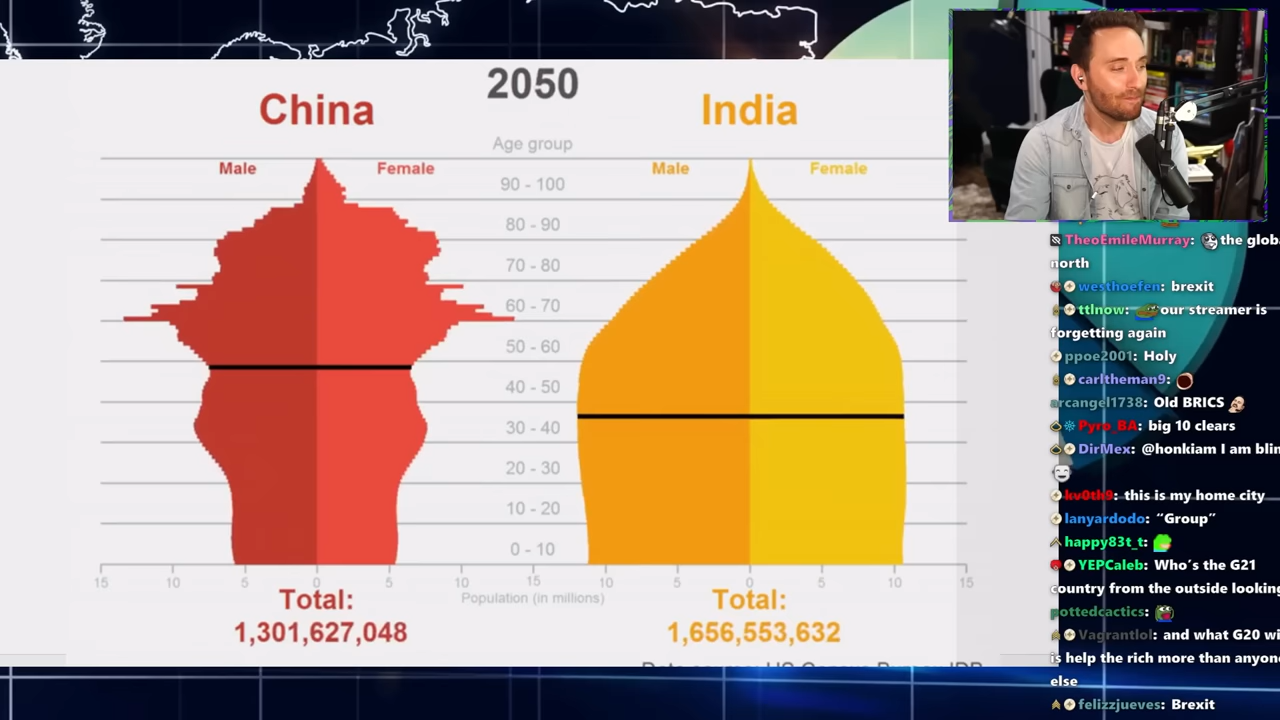 2050
China
India
Age group
Male
Female
Male
Female
90 - 100
80 - 90
70 - 80
60 - 70
50 - 60
40 - 50
30 - 40
20 - 30
10 - 20
0 - 10
15 10 5 0 5 10 15 10 5 0 5 10 15
Population (in millions)
Total:
1,301,627,048
Total:
1,656,553,632
TheoEmileMurray: the glob
north
westhoefen: brexit
ttlnow: our streamer is
forgetting again
ppoe2001: Holy
carltheman9:
arcangel1738: Old BRICS
Pyro_BA: big 10 clears
DirMex: @honkiam I am blin
kv0th9: this is my home city
lanyardodo: “Group”
happy83t_t:
YEPCaleb: Who's the G21
country from the outside looking
pottedcactics:
Vagrantlol: and what G20 wi
is help the rich more than anyon
else
felizzjueves: Brexit